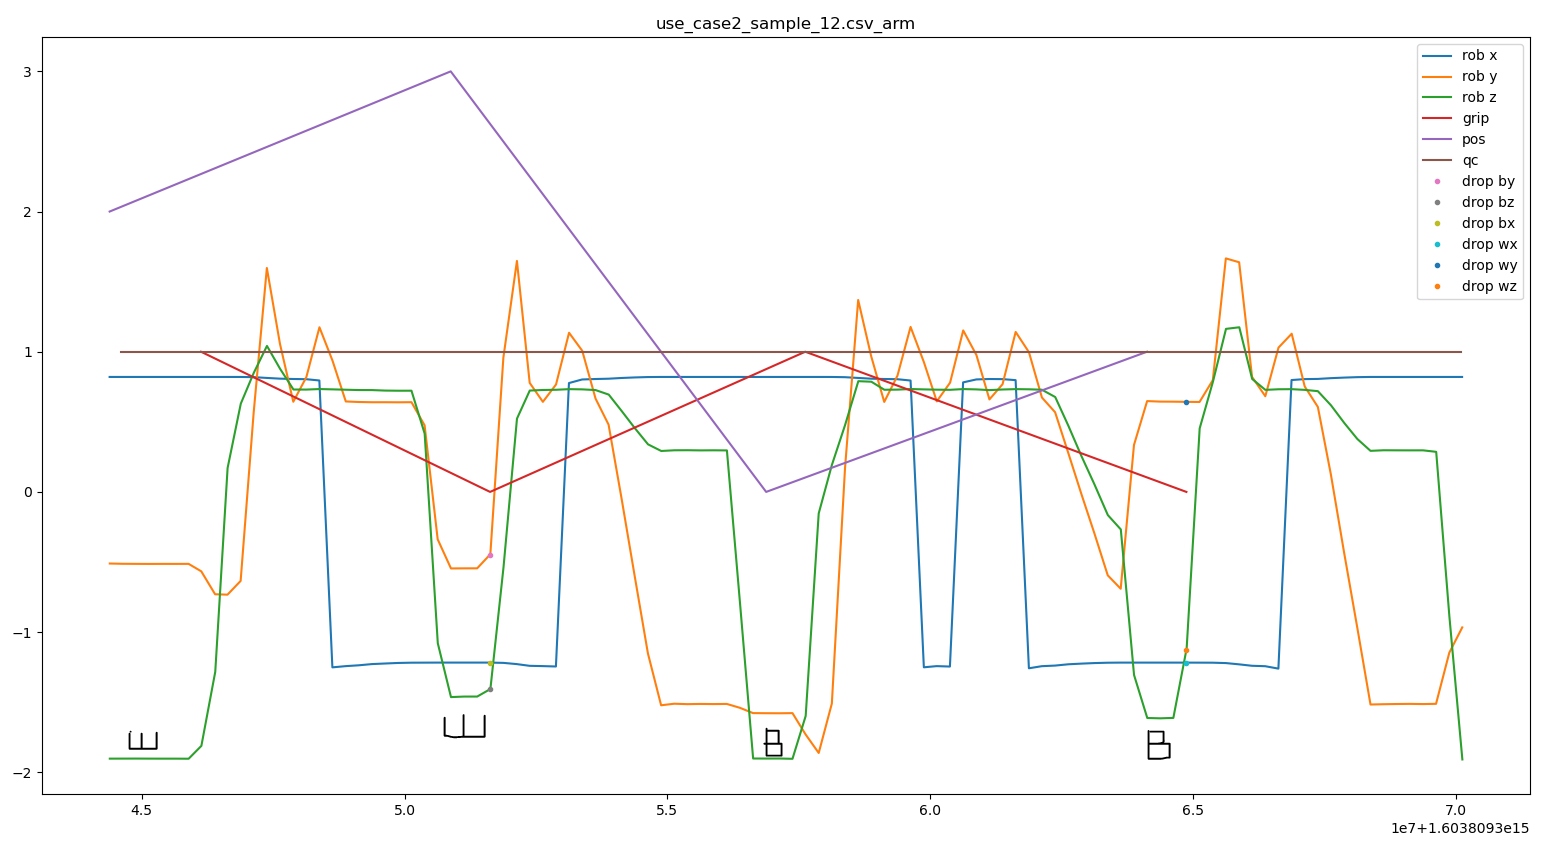 use_case2_sample_12.csv_arm
3
2
1
0
−1
−2
rob x
rob y
rob z
grip
pos
qc
drop by
drop bz
drop bx
drop wx
drop wy
drop wz
B B
4.5 5.0 5.5 6.0 6.5 7.0
1e7+1.6038093e15